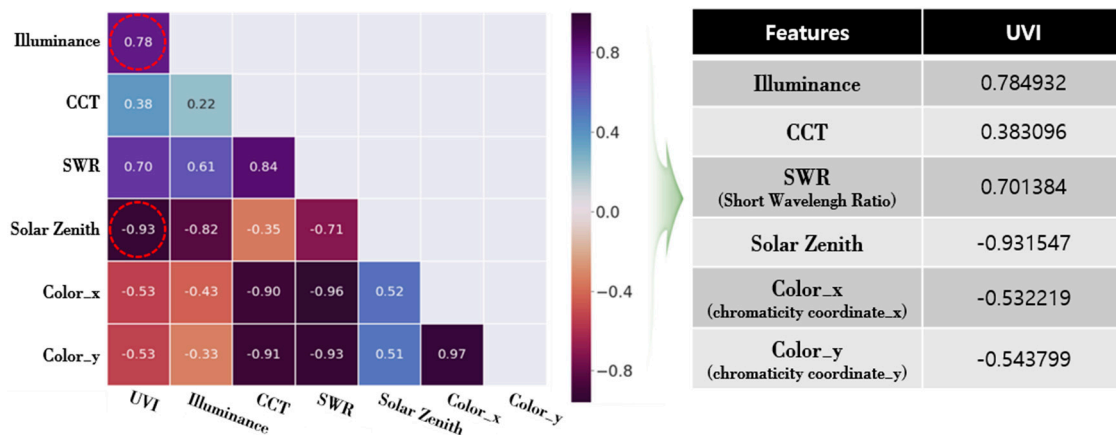 Illuminance 0.78
CCT 0.38 0.22
SWR 0.70 0.61 0.84
Solar Zenith -0.93 -0.82 -0.35 -0.71
Color_x -0.53 -0.43 -0.90 -0.96 0.52
Color_y -0.53 -0.33 -0.91 -0.93 0.51 0.97
UVI Illuminance CCT SWR Solar Zenith Color_x Color_y
0.8
0.4
0.0
−0.4
−0.8
Features UVI
Illuminance 0.784932
CCT 0.383096
SWR 0.701384
(Short Wavelengh Ratio)
Solar Zenith -0.931547
Color_x -0.532219
(chromaticity coordinate_x)
Color_y -0.543799
(chromaticity coordinate_y)